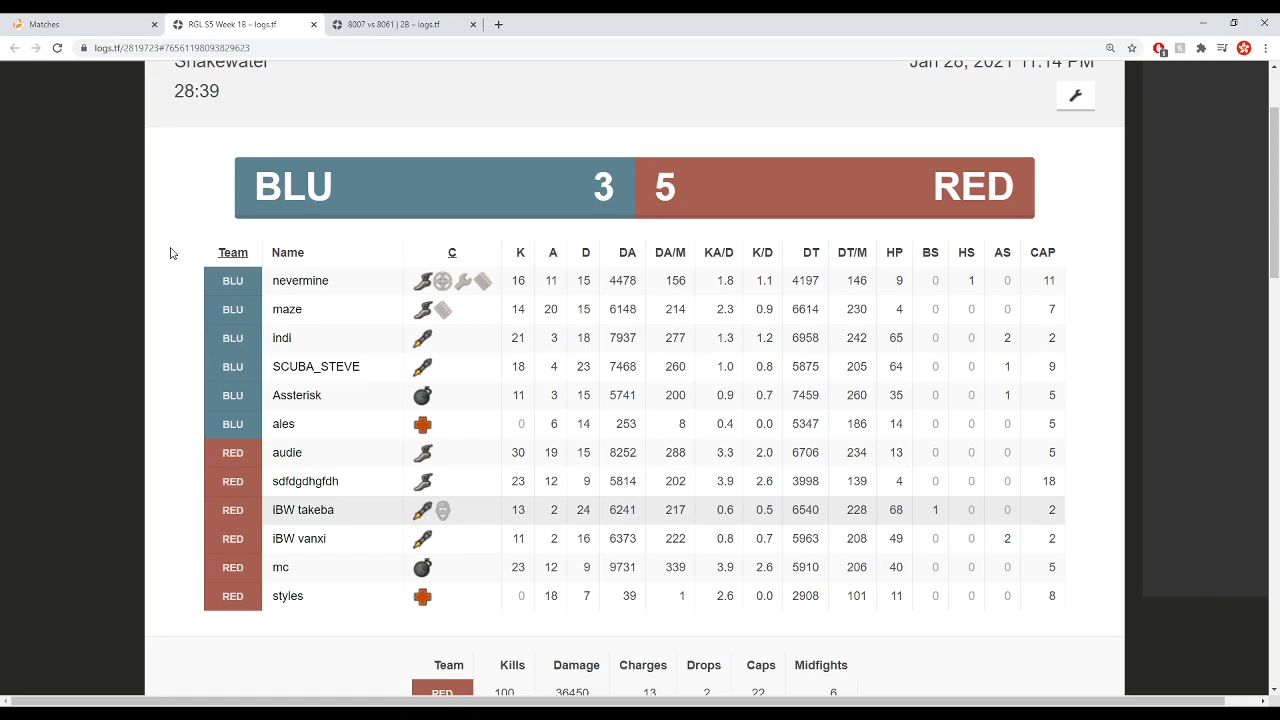 Matches
RGL S5 Week 1B – logs.tf
8007 vs 8061 | 2B – logs.tf
logs.tf/2819723#76561198093829623
Snakewater Jan 28, 2021 11:14 PM
28:39
BLU 3 5 RED
Team Name C K A D DA DA/M KA/D K/D DT DT/M HP BS HS AS CAP
BLU nevermine 16 11 15 4478 156 1.8 1.1 4197 146 9 0 1 0 11
BLU maze 14 20 15 6148 214 2.3 0.9 6614 230 4 0 0 0 7
BLU Indi 21 3 18 7937 277 1.3 1.2 6958 242 65 0 0 2 2
BLU SCUBA_STEVE 18 4 23 7468 260 1.0 0.8 5875 205 64 0 0 1 9
BLU Assterisk 11 3 15 5741 200 0.9 0.7 7459 260 35 0 0 1 5
BLU ales 0 6 14 253 8 0.4 0.0 5347 186 14 0 0 0 5
RED audie 30 19 15 8252 288 3.3 2.0 6706 234 13 0 0 0 5
RED sdfdgdhgfdh 23 12 9 5814 202 3.9 2.6 3998 139 4 0 0 0 18
RED iBW takeba 13 2 24 6241 217 0.6 0.5 6540 228 68 1 0 0 2
RED iBW vanxi 11 2 16 6373 222 0.8 0.7 5963 208 49 0 0 2 2
RED mc 23 12 9 9731 339 3.9 2.6 5910 206 40 0 0 0 5
RED styles 0 18 7 39 1 2.6 0.0 2908 101 11 0 0 0 8
Team Kills Damage Charges Drops Caps Midfights
RED 100 36450 13 2 22 6